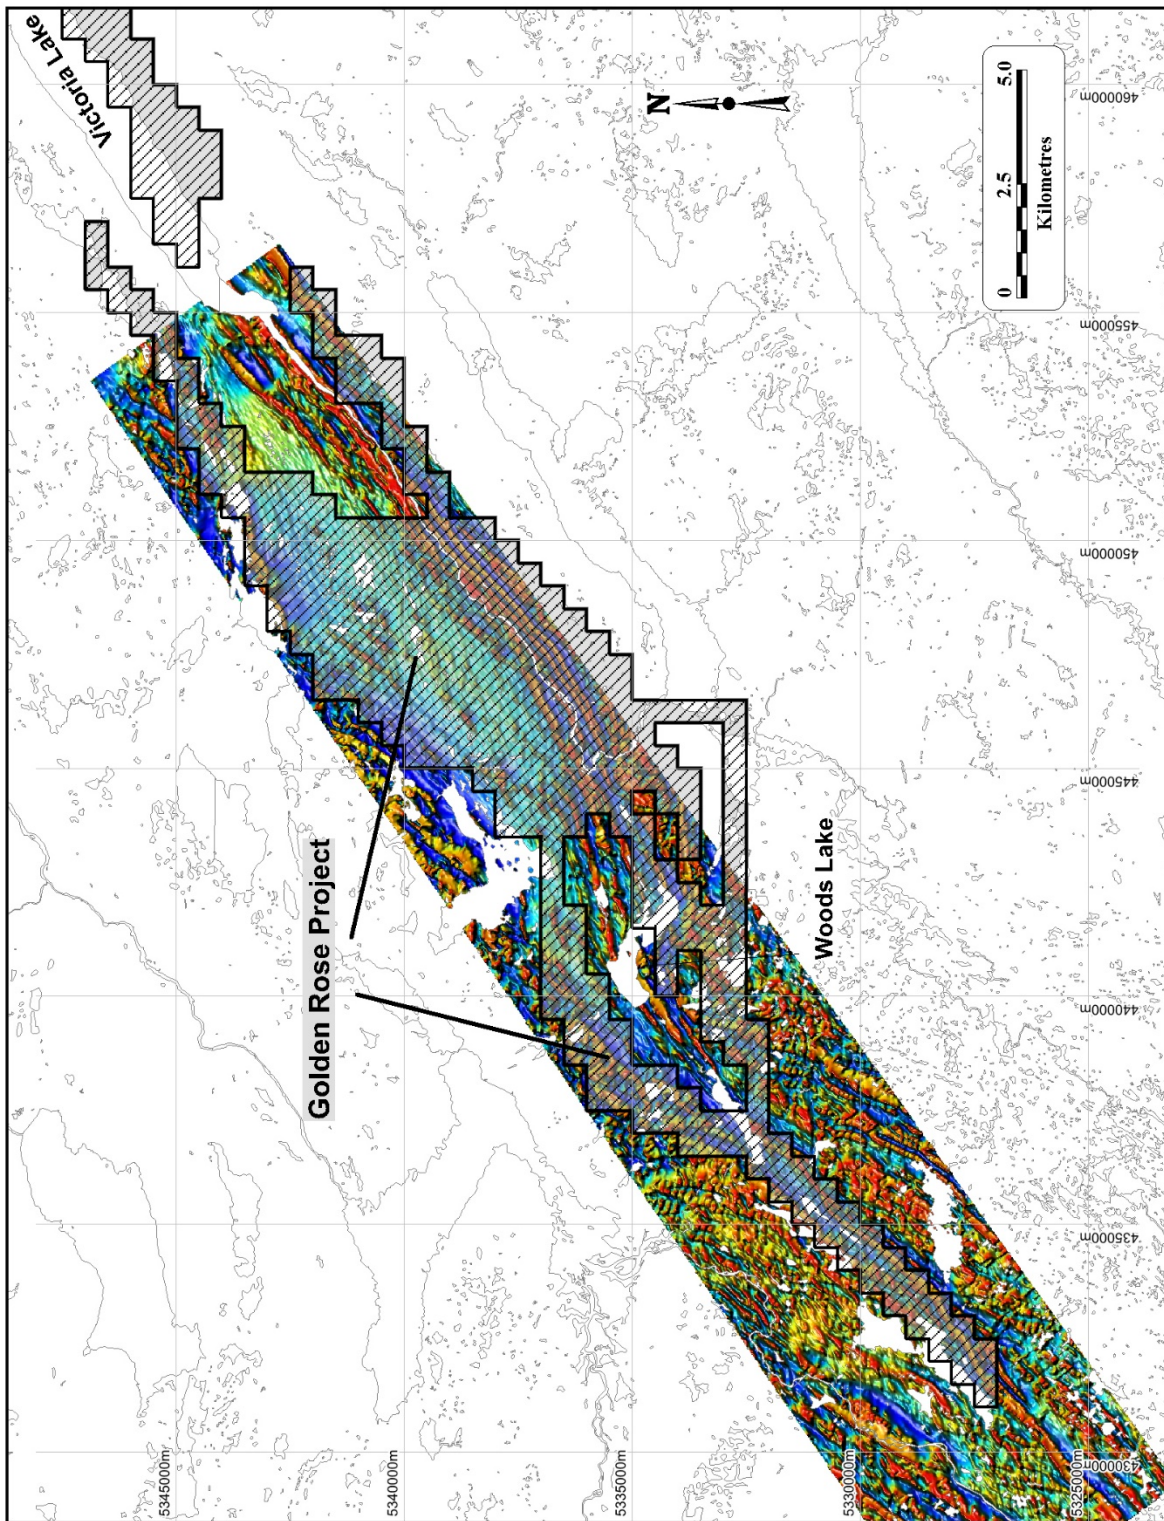 Victoria Lake
N
0 2.5 5.0
Kilometres
Golden Rose Project
Woods Lake
5345000m
5340000m
5335000m
5330000m
5325000m
460000m
455000m
450000m
445000m
440000m
435000m
430000m